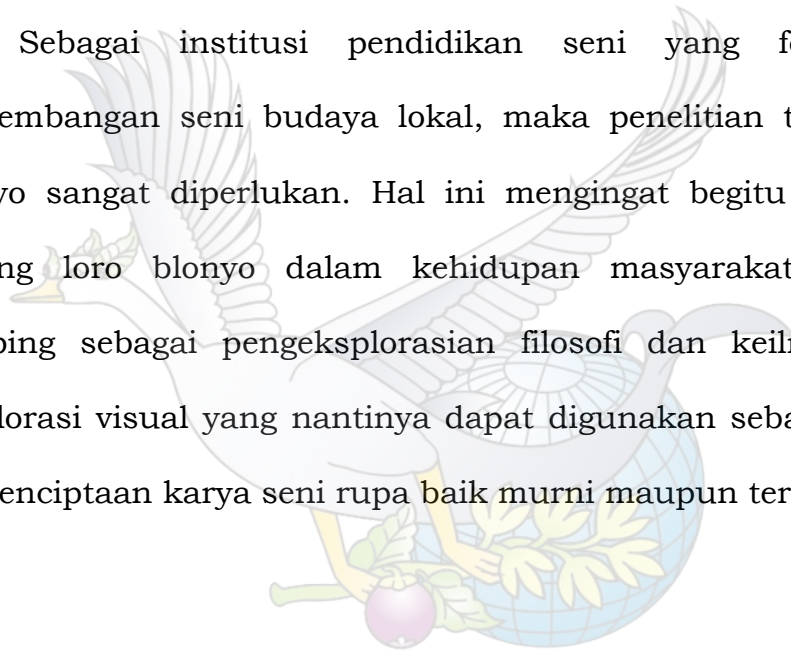 Sebagai institusi pendidikan seni yang
embangan seni budaya lokal, maka penelitian
yo sangat diperlukan. Hal ini mengingat begitu
ng loro blonyo dalam kehidupan masyarakat
ping sebagai pengeksplorasian filosofi dan
lorasi visual yang nantinya dapat digunakan
enciptaan karya seni rupa baik murni maupun